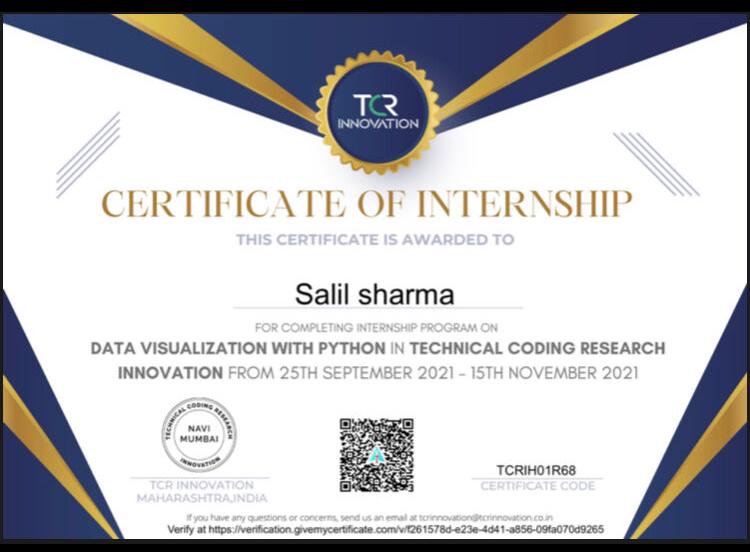 TCR
INNOVATION
CERTIFICATE OF INTERNSHIP
THIS CERTIFICATE IS AWARDED TO
Salil sharma
FOR COMPLETING INTERNSHIP PROGRAM ON
DATA VISUALIZATION WITH PYTHON IN TECHNICAL CODING RESEARCH
INNOVATION FROM 25TH SEPTEMBER 2021 - 15TH NOVEMBER 2021
TECHNICAL CODING RESEARCH
NAVI
MUMBAI
INNOVATION
TCR INNOVATION
MAHARASHTRA,INDIA
TCRIH01R68
CERTIFICATE CODE
If you have any questions or concerns, send us an email at tcrinnovation@tcrinnovation.co.in
Verify at https://verification.givemycertificate.com/v/f261578d-e23e-4d41-a856-09fa070d9265